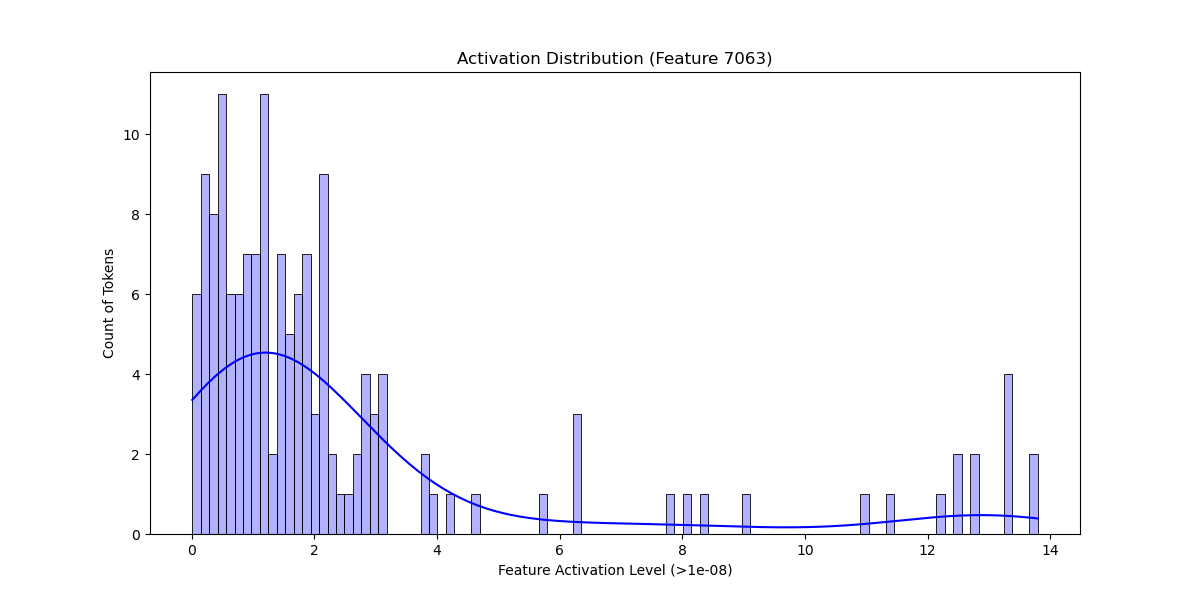 Activation Distribution (Feature 7063)
Count of Tokens
10
8
6
4
2
0
0 2 4 6 8 10 12 14
Feature Activation Level (>1e-08)